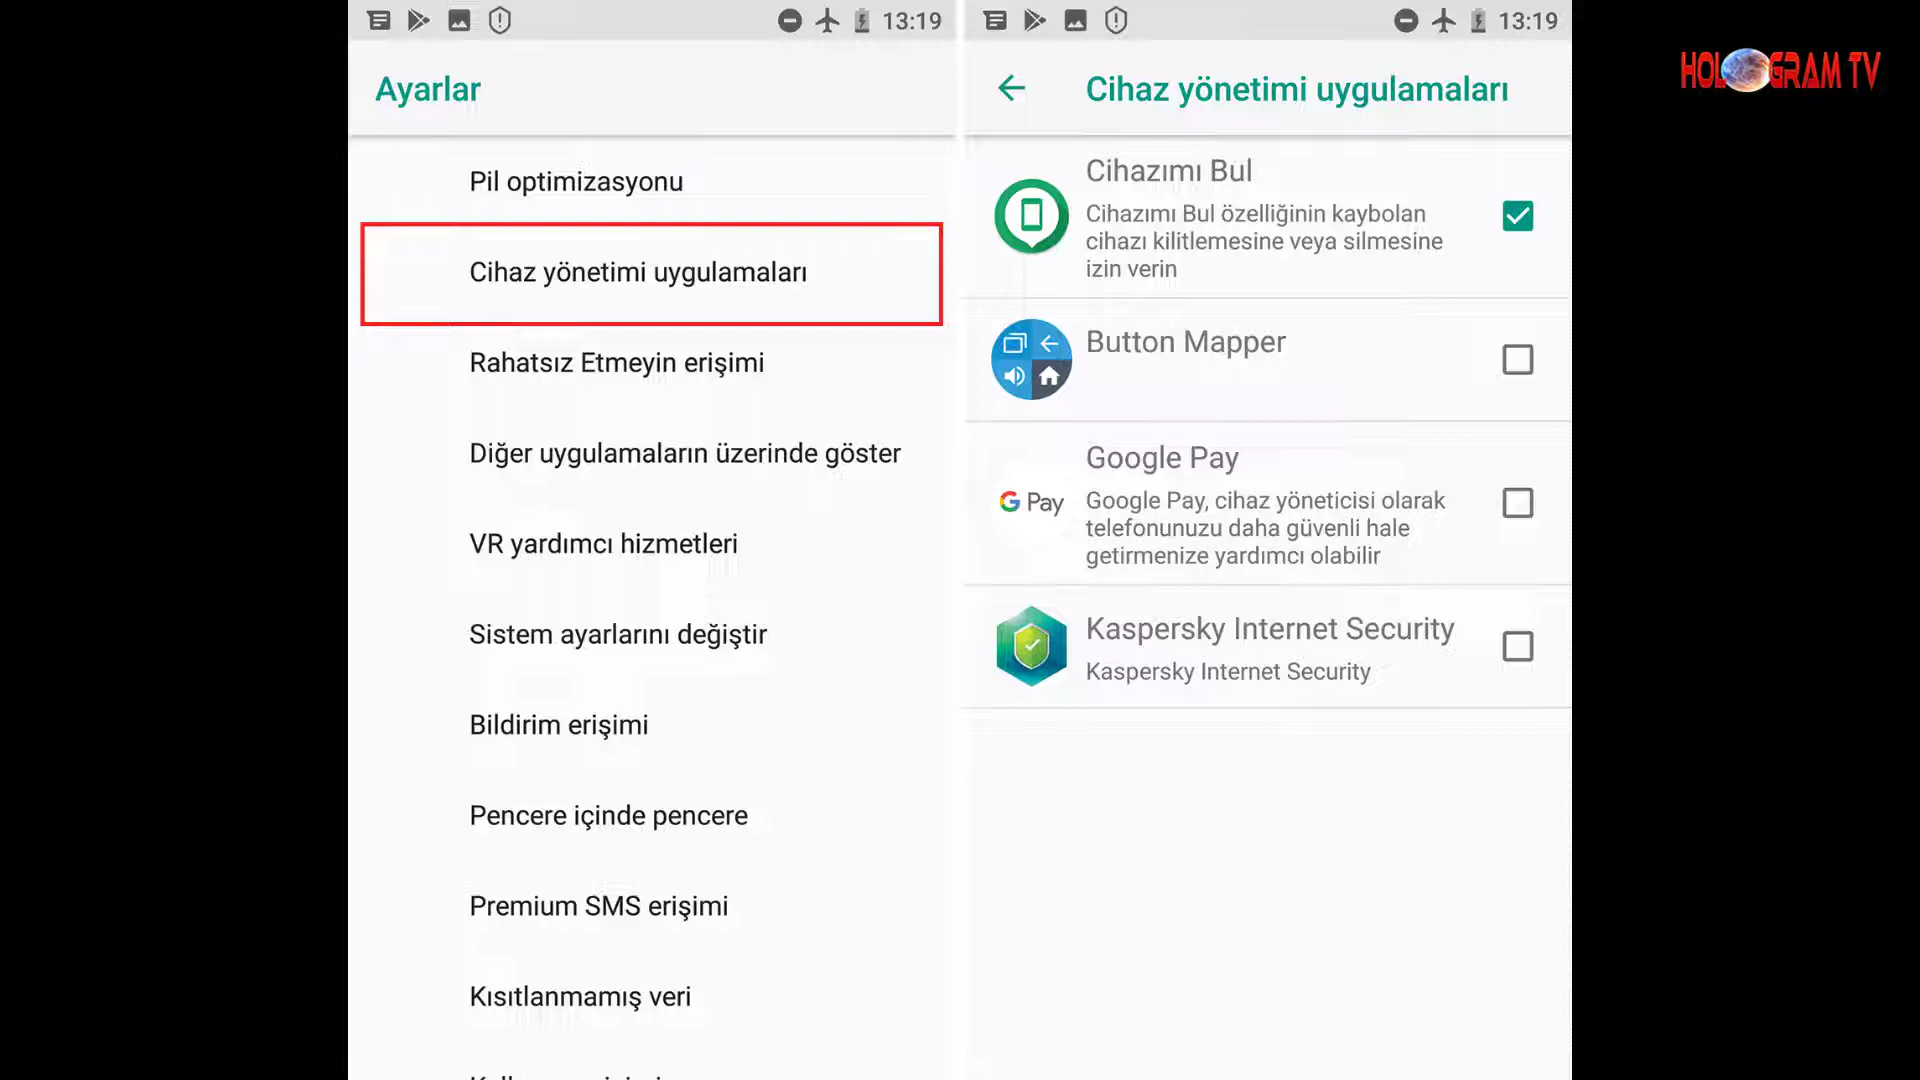 13:19
Ayarlar
Pil optimizasyonu
Cihaz yönetimi uygulamaları
Rahatsız Etmeyin erişimi
Diğer uygulamaların üzerinde göster
VR yardımcı hizmetleri
Sistem ayarlarını değiştir
Bildirim erişimi
Pencere içinde pencere
Premium SMS erişimi
Kısıtlanmamış veri
13:19
Cihaz yönetimi uygulamaları
Cihazımı Bul
Cihazımı Bul özelliğinin kaybolan
cihazı kilitlemesine veya silmesine
izin verin
Button Mapper
G Pay
Google Pay
Google Pay, cihaz yöneticisi olarak
telefonunuzu daha güvenli hale
getirmenize yardımcı olabilir
Kaspersky Internet Security
Kaspersky Internet Security
HOLOGRAM TV